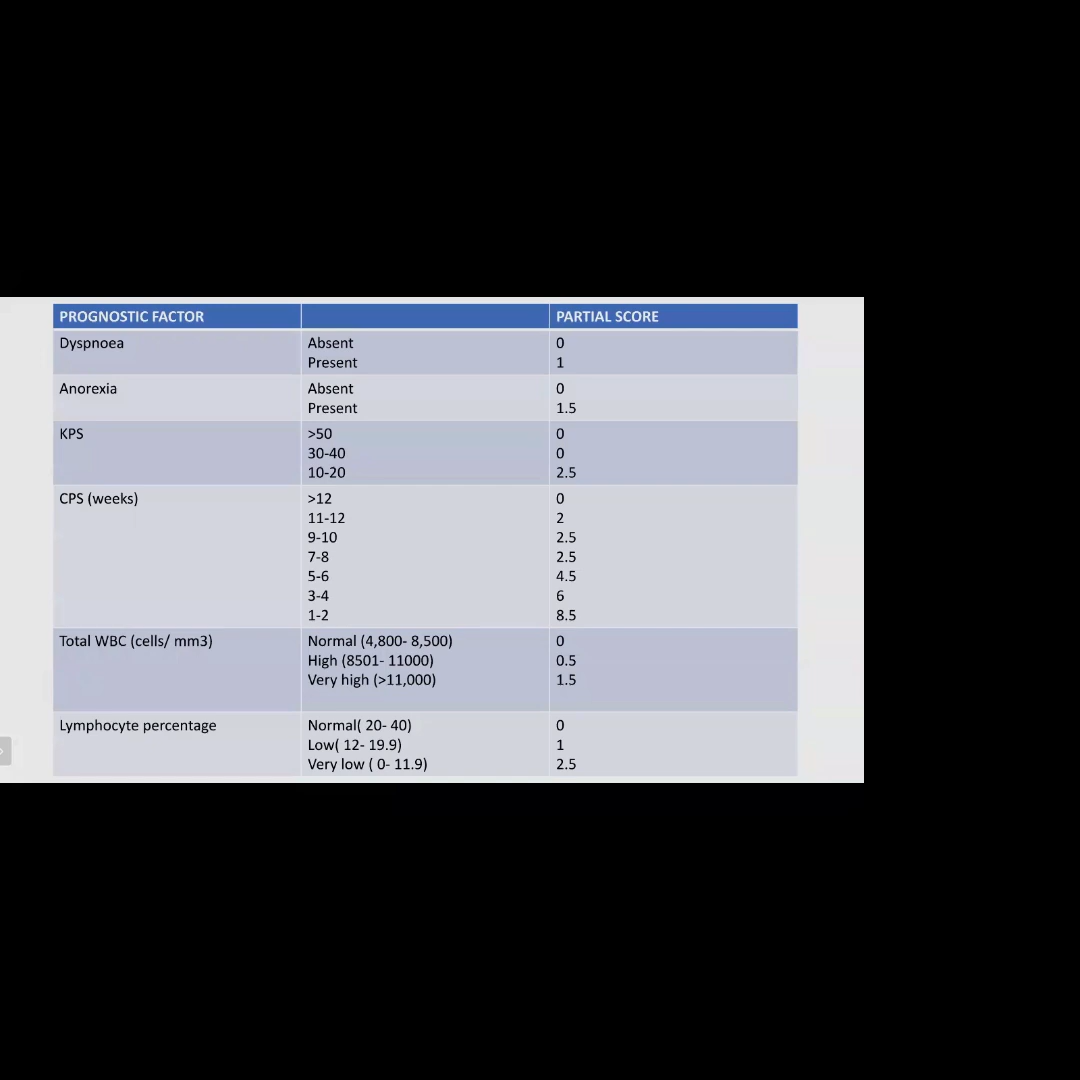 PROGNOSTIC FACTOR PARTIAL SCORE
Dyspnoea Absent 0
Present 1
Anorexia Absent 0
Present 1.5
KPS >50 0
30-40 0
10-20 2.5
CPS (weeks) >12 0
11-12 2
9-10 2.5
7-8 2.5
5-6 4.5
3-4 6
1-2 8.5
Total WBC (cells/ mm3) Normal (4,800- 8,500) 0
High (8501- 11000) 0.5
Very high (>11,000) 1.5
Lymphocyte percentage Normal( 20- 40) 0
Low( 12- 19.9) 1
Very low ( 0- 11.9) 2.5